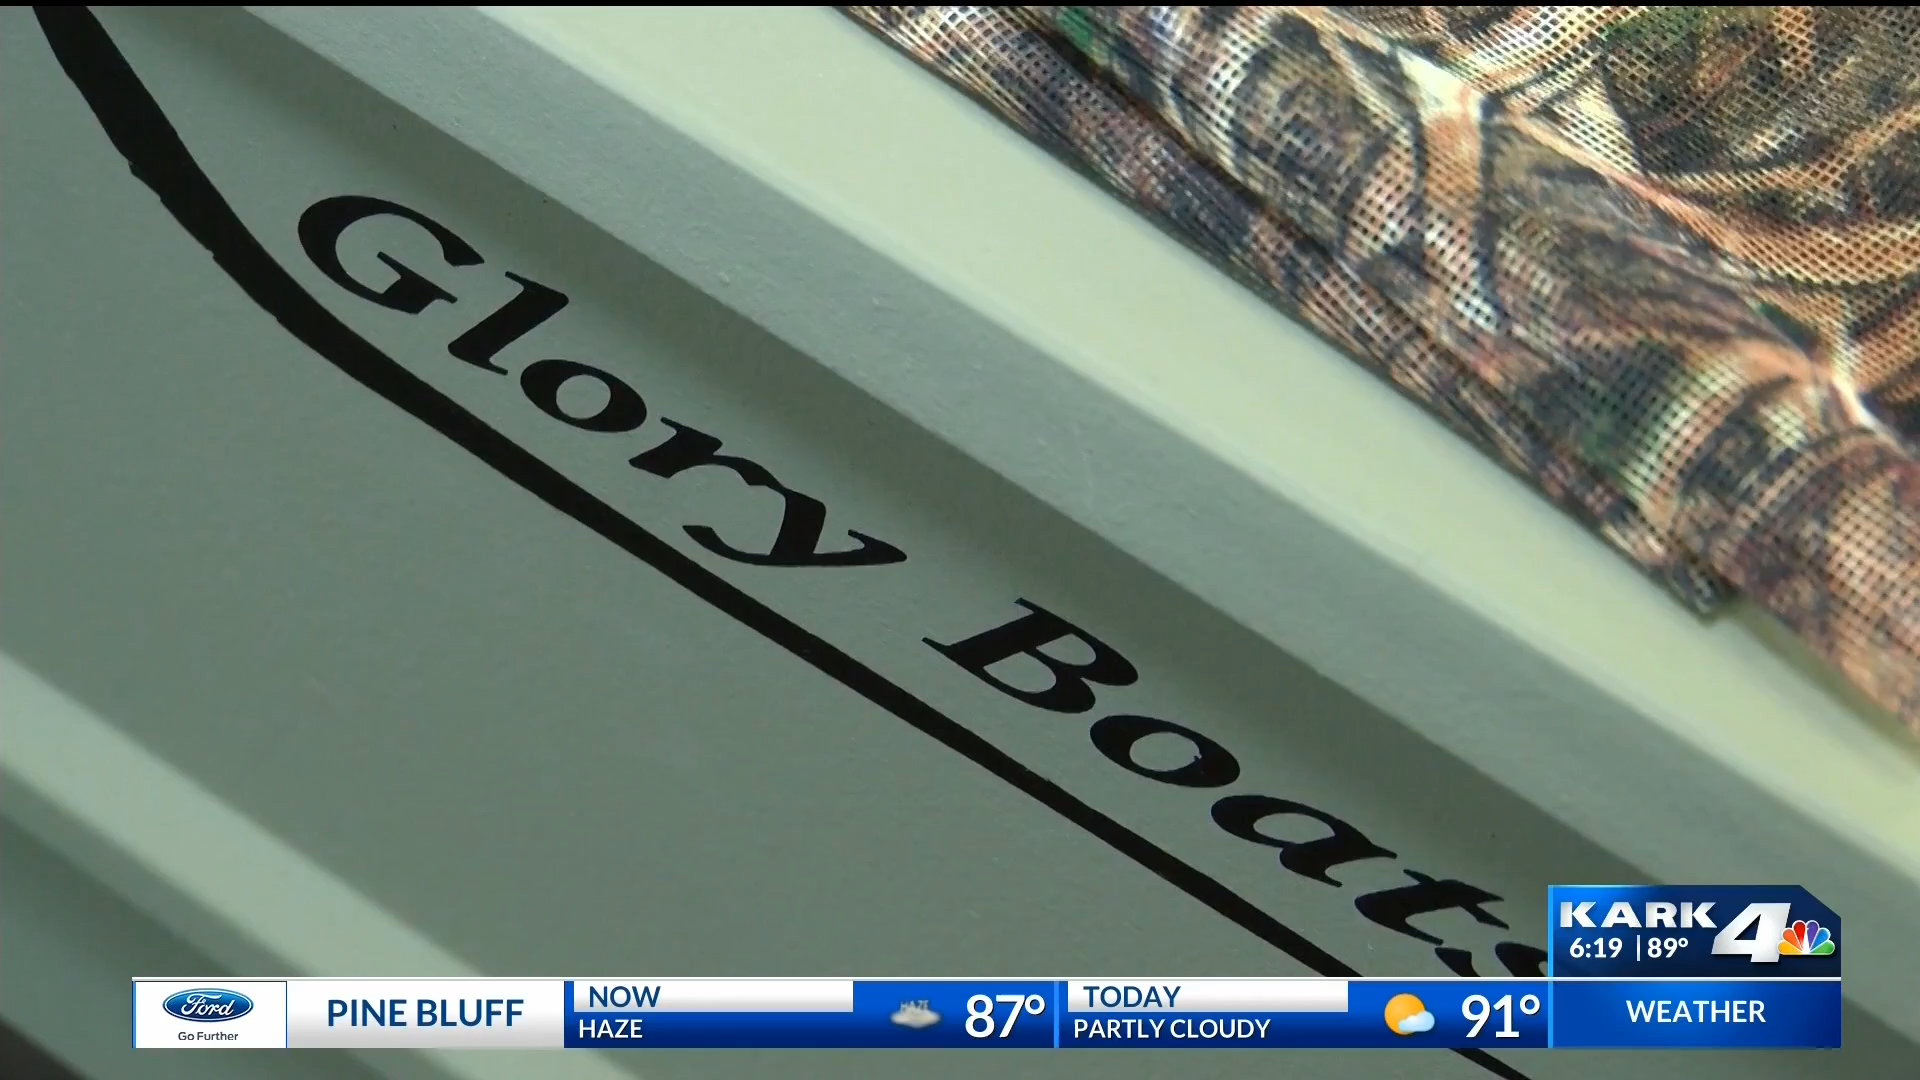 Glory Boats
KARK 4
6:19 | 89°
Ford
Go Further
PINE BLUFF
NOW
HAZE
HAZE
87°
TODAY
PARTLY CLOUDY
91°
WEATHER